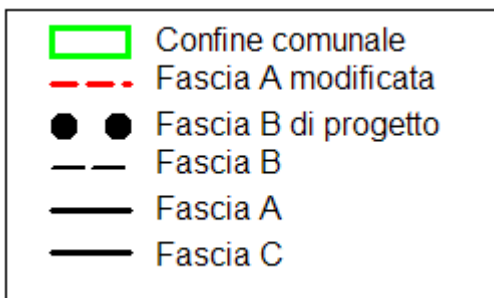 Confine comunale
Fascia A modificata
Fascia B di progetto
Fascia B
Fascia A
Fascia C